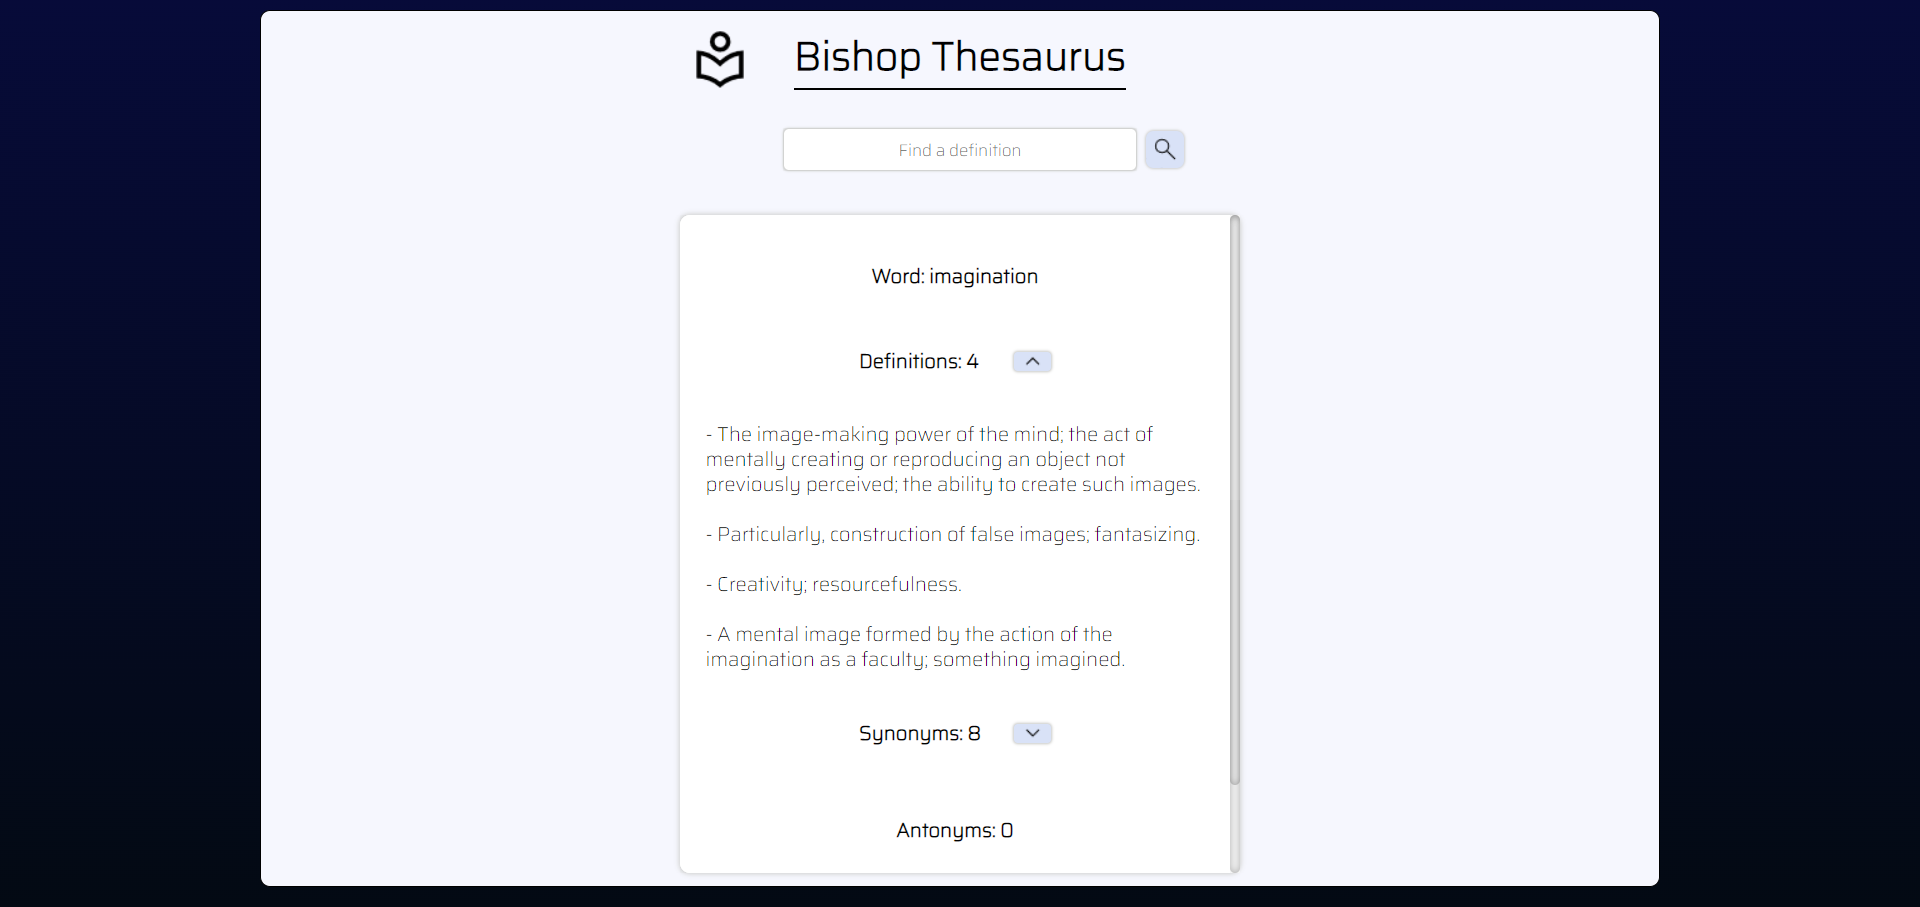 Bishop Thesaurus
Find a definition
Word: imagination
Definitions: 4
- The image-making power of the mind; the act of
mentally creating or reproducing an object not
previously perceived; the ability to create such images.
- Particularly, construction of false images; fantasizing.
- Creativity; resourcefulness.
- A mental image formed by the action of the
imagination as a faculty; something imagined.
Synonyms: 8
Antonyms: 0